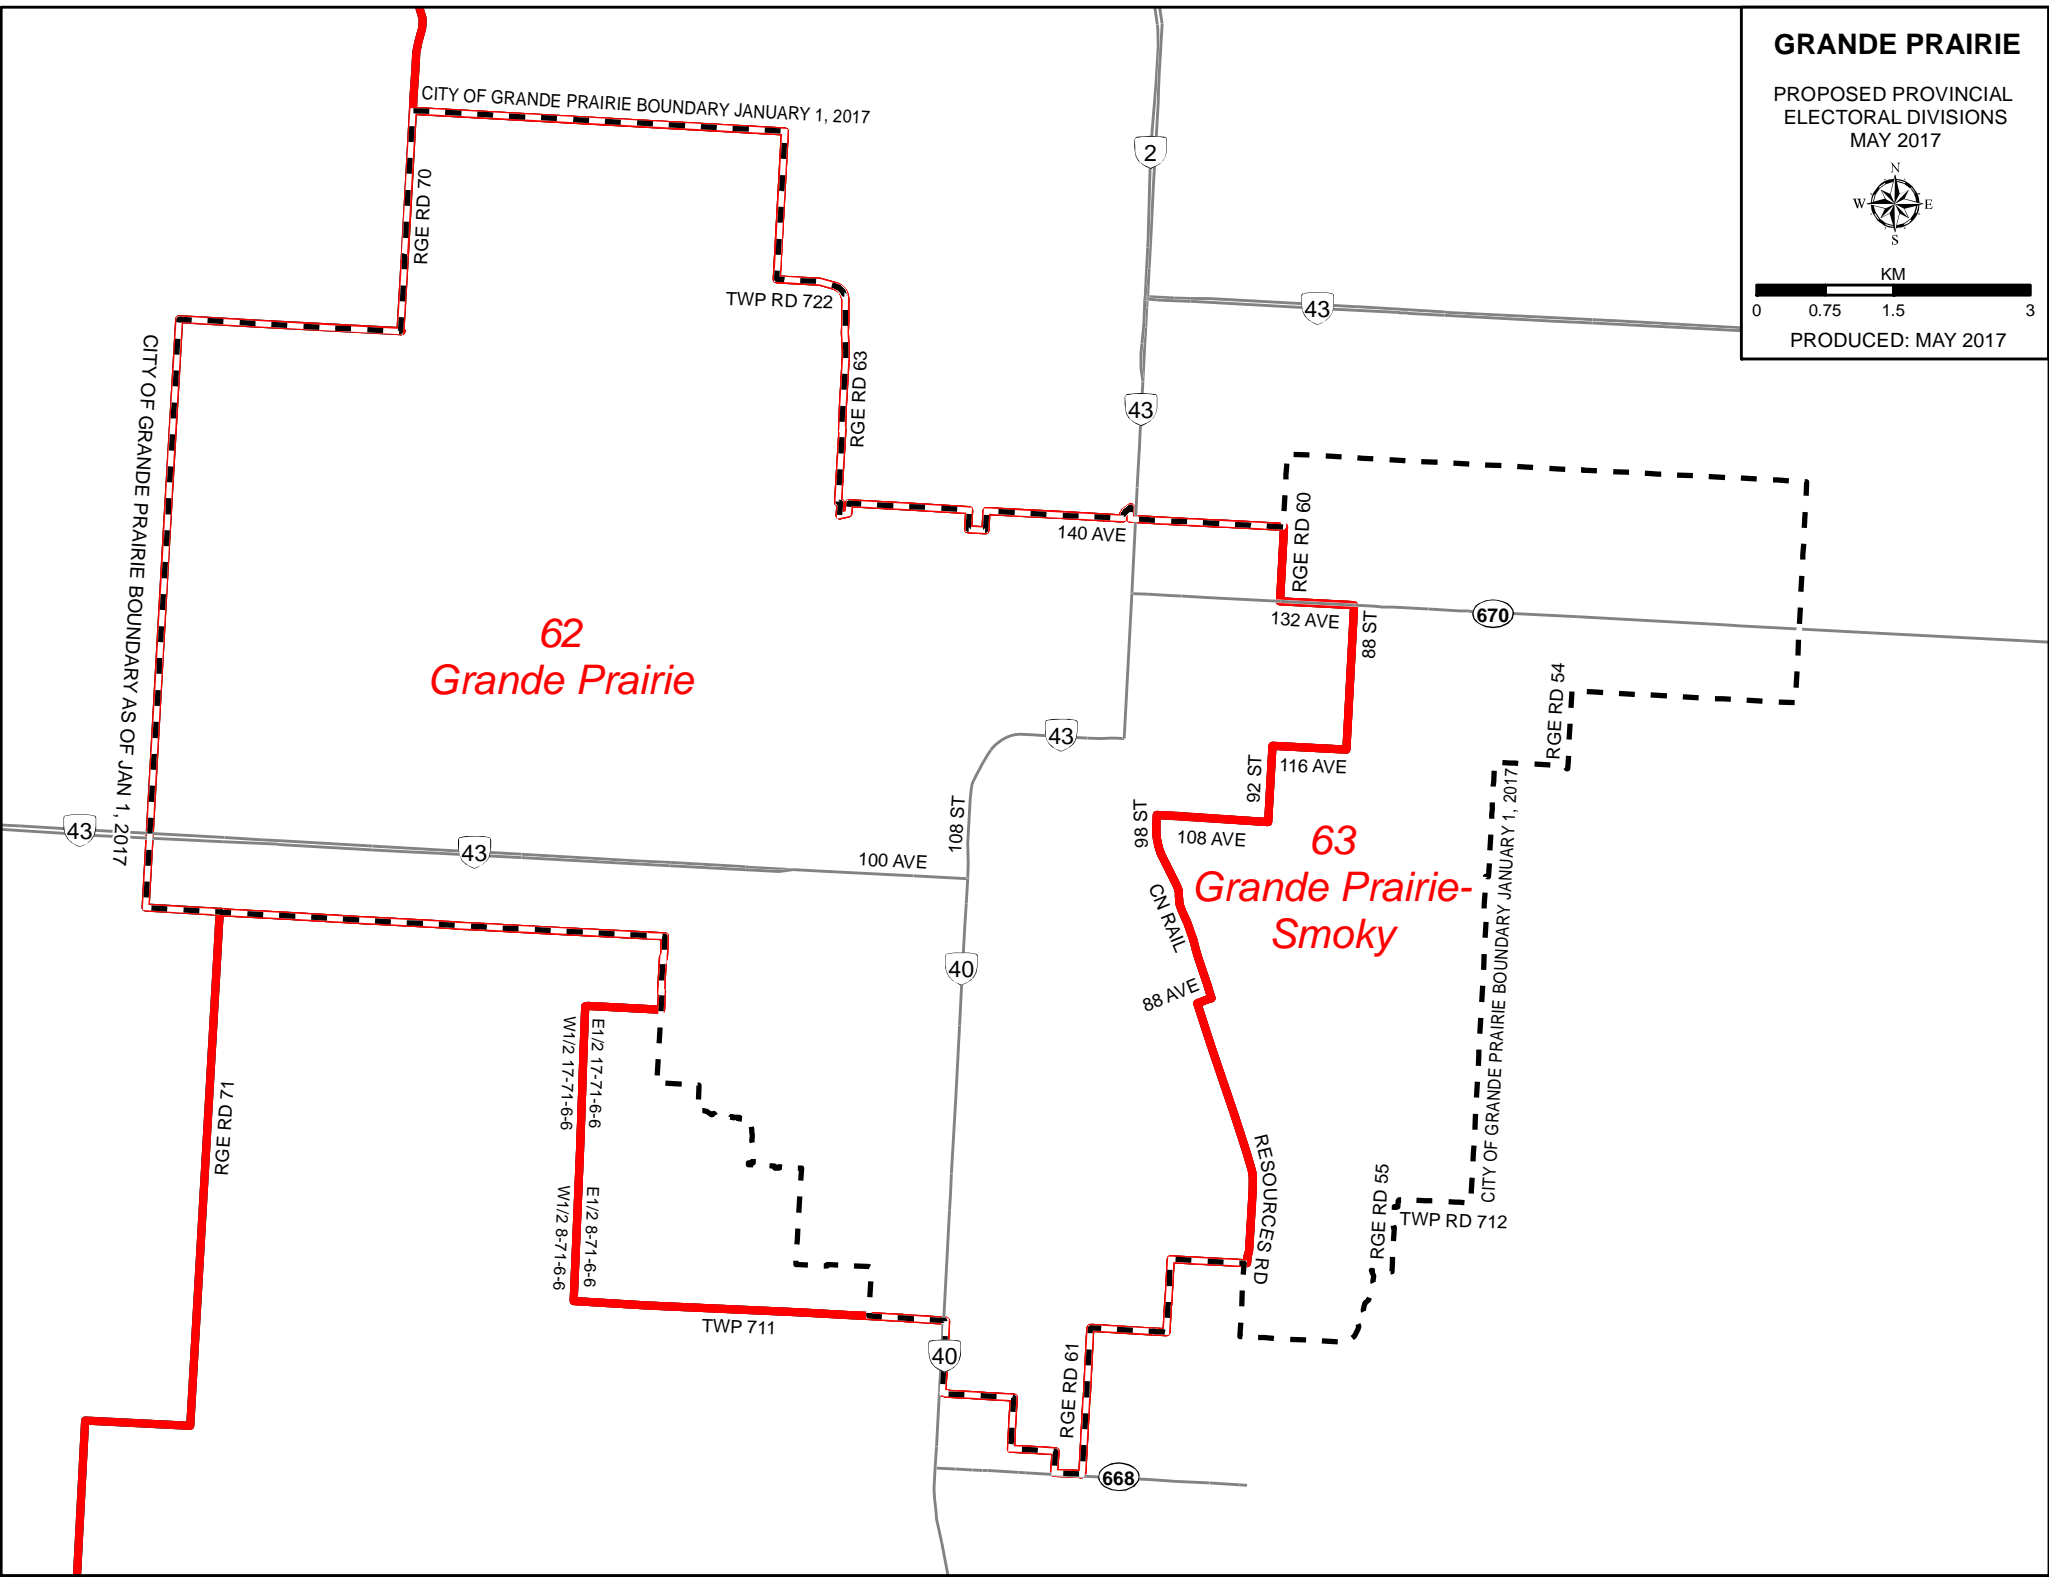 GRANDE PRAIRIE
PROPOSED PROVINCIAL
ELECTORAL DIVISIONS
MAY 2017
N
W
E
S
KM
0
0.75
1.5
3
PRODUCED: MAY 2017
CITY OF GRANDE PRAIRIE BOUNDARY JANUARY 1, 2017
RGE RD 70
2
TWP RD 722
43
CITY OF GRANDE PRAIRIE BOUNDARY AS OF JAN 1, 2017
RGE RD 63
43
RGE RD 60
140 AVE
62
Grande Prairie
132 AVE
670
88 ST
RGE RD 54
43
116 AVE
92 ST
98 ST
108 ST
43
43
100 AVE
108 AVE
63
Grande Prairie-
Smoky
CITY OF GRANDE PRAIRIE BOUNDARY JANUARY 1, 2017
CN RAIL
40
88 AVE
W1/2 17-71-6-6
E1/2 17-71-6-6
RGE RD 71
RESOURCES RD
W1/2 8-71-6-6
E1/2 8-71-6-6
RGE RD 55
TWP RD 712
TWP 711
40
RGE RD 61
668